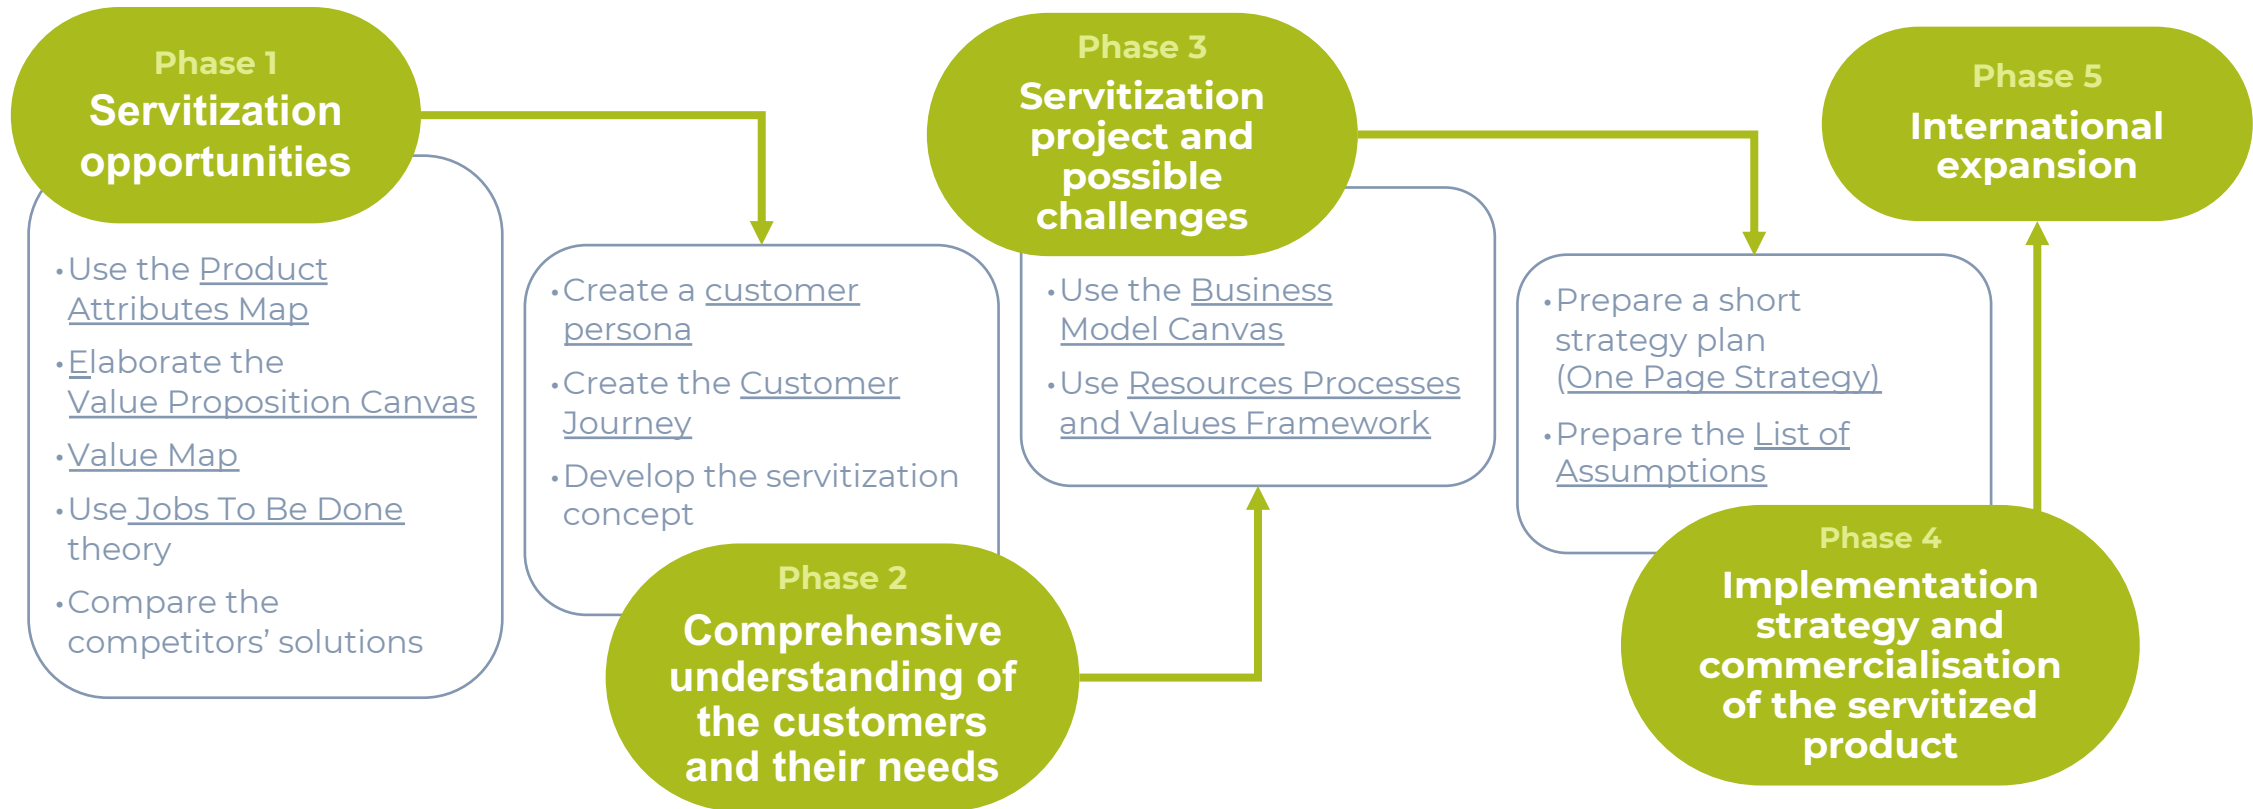 Phase 1
Servitization
opportunities
•Use the Product
Attributes Map
•Elaborate the
Value Proposition Canvas
•Value Map
•Use Jobs To Be Done
theory
•Compare the
competitors’ solutions
•Create a customer
persona
•Create the Customer
Journey
•Develop the servitization
concept
Phase 2
Comprehensive
understanding of
the customers
and their needs
Phase 3
Servitization
project and
possible
challenges
•Use the Business
Model Canvas
•Use Resources Processes
and Values Framework
•Prepare a short
strategy plan
(One Page Strategy)
•Prepare the List of
Assumptions
Phase 4
Implementation
strategy and
commercialisation
of the servitized
product
Phase 5
International
expansion